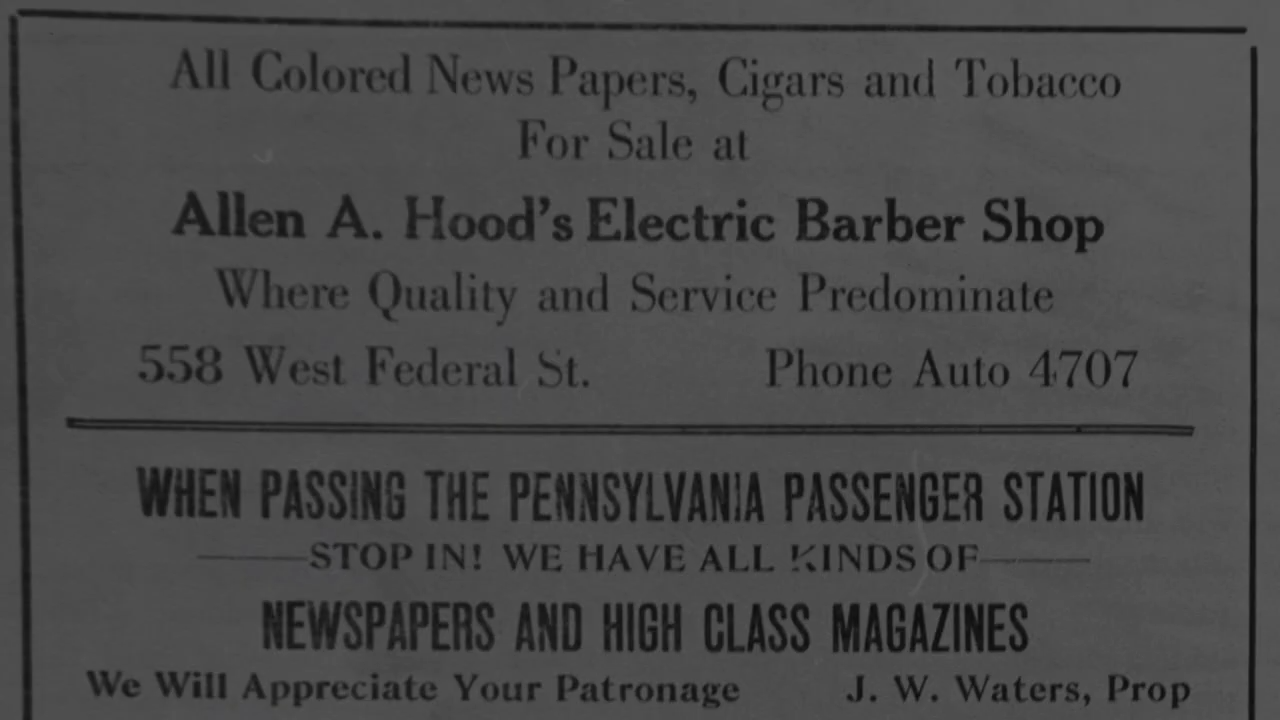 All Colored News Papers, Cigars and Tobacco
For Sale at
Allen A. Hood's Electric Barber Shop
Where Quality and Service Predominate
558 West Federal St. Phone Auto 4707
WHEN PASSING THE PENNSYLVANIA PASSENGER STATION
STOP IN! WE HAVE ALL KINDS OF
NEWSPAPERS AND HIGH CLASS MAGAZINES
We Will Appreciate Your Patronage J. W. Waters, Prop